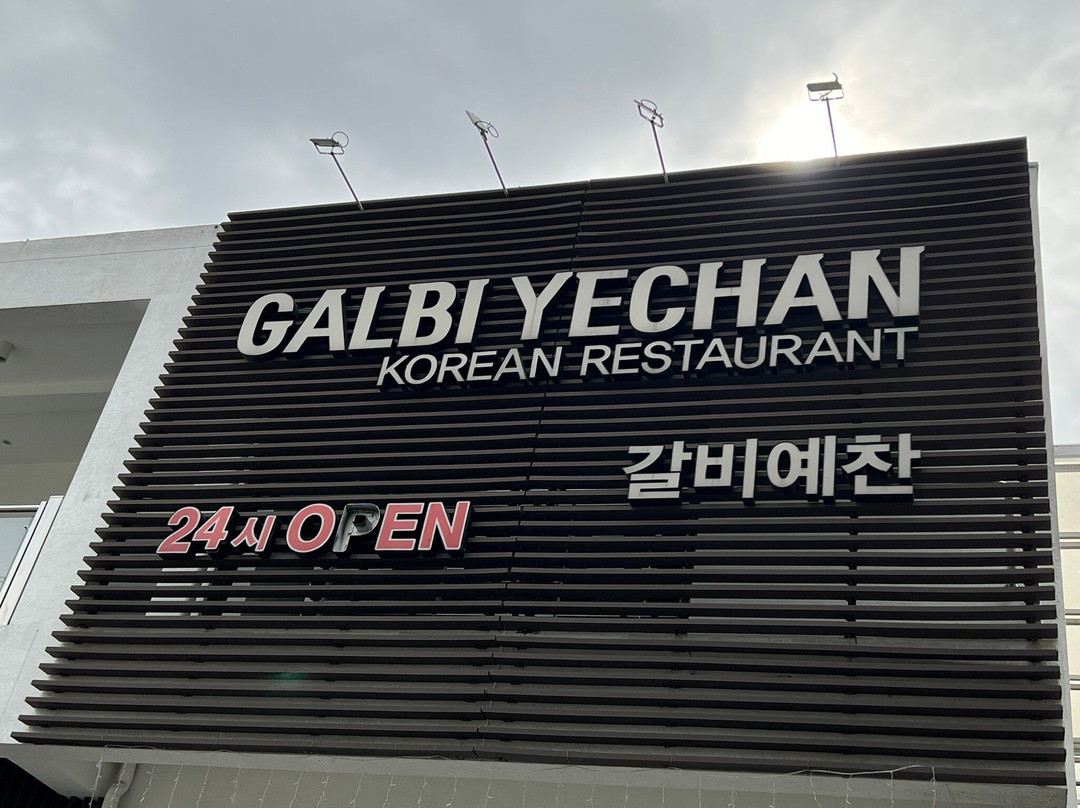 GALBI YECHAN
KOREAN RESTAURANT
갈비예찬
24시 OPEN